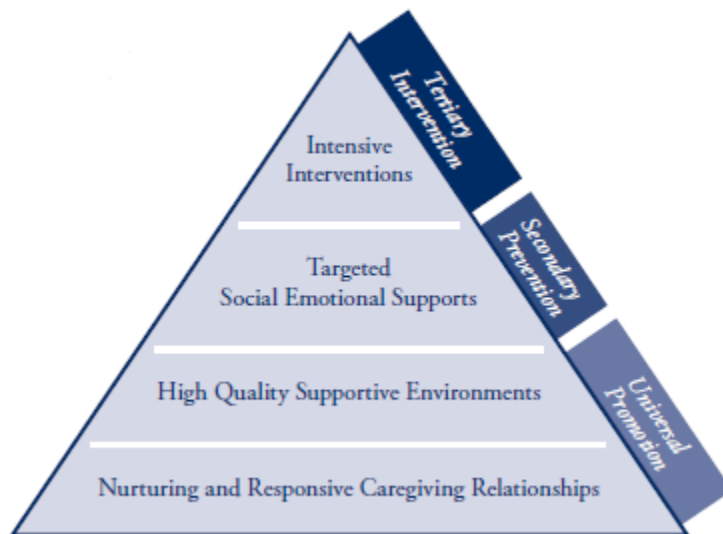 Tertiary
Intervention
Intensive
Interventions
Secondary
Prevention
Targeted
Social Emotional Supports
Universal
Promotion
High Quality Supportive Environments
Nurturing and Responsive Caregiving Relationships